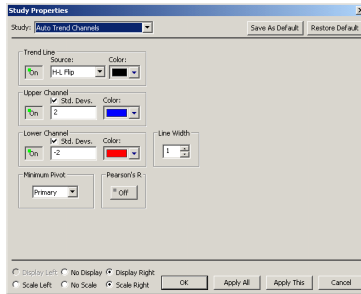 Study Properties
Study: Auto Trend Channels Save As Default Restore Default
Trend Line
Source: Color:
On H-L Flip
Upper Channel
Std. Devs. Color:
On 2
Lower Channel
Std. Devs. Color: Line Width
On -2 1
Minimum Pivot Pearson's R
Primary Off
Display Left No Display Display Right
Scale Left No Scale Scale Right OK Apply All Apply This Cancel